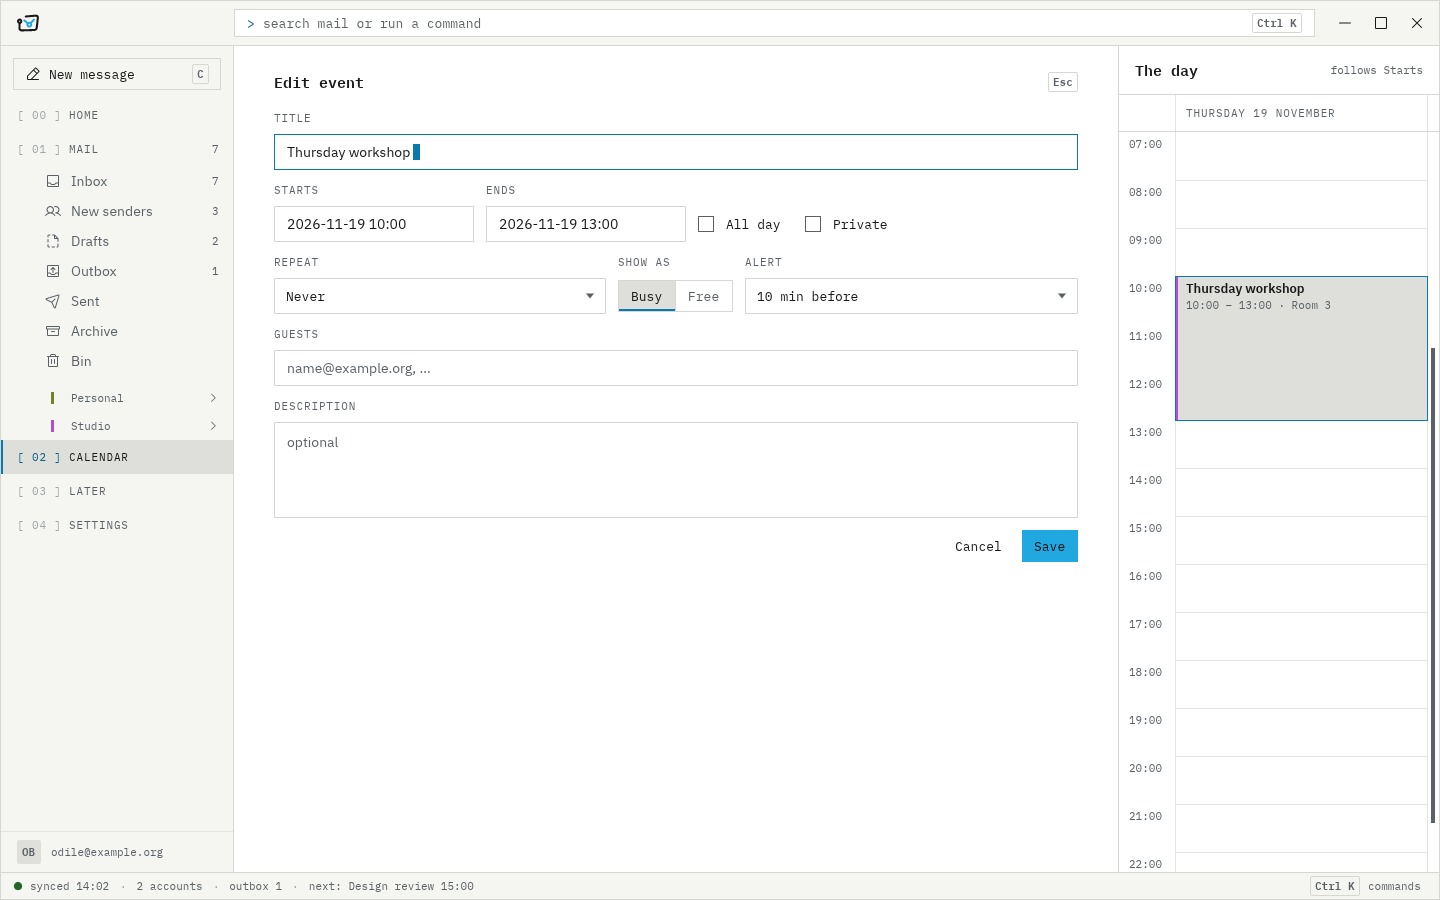 > search mail or run a command Ctrl K
New message C
[ 00 ] HOME
[ 01 ] MAIL 7
Inbox 7
New senders 3
Drafts 2
Outbox 1
Sent
Archive
Bin
Personal
Studio
[ 02 ] CALENDAR
[ 03 ] LATER
[ 04 ] SETTINGS
OB odile@example.org
Edit event Esc
TITLE
Thursday workshop
STARTS ENDS
2026-11-19 10:00 2026-11-19 13:00 All day Private
REPEAT SHOW AS ALERT
Never Busy Free 10 min before
GUESTS
name@example.org, ...
DESCRIPTION
optional
Cancel Save
The day follows Starts
THURSDAY 19 NOVEMBER
07:00
08:00
09:00
10:00 Thursday workshop
10:00 – 13:00 · Room 3
11:00
12:00
13:00
14:00
15:00
16:00
17:00
18:00
19:00
20:00
21:00
22:00
synced 14:02 · 2 accounts · outbox 1 · next: Design review 15:00 Ctrl K commands